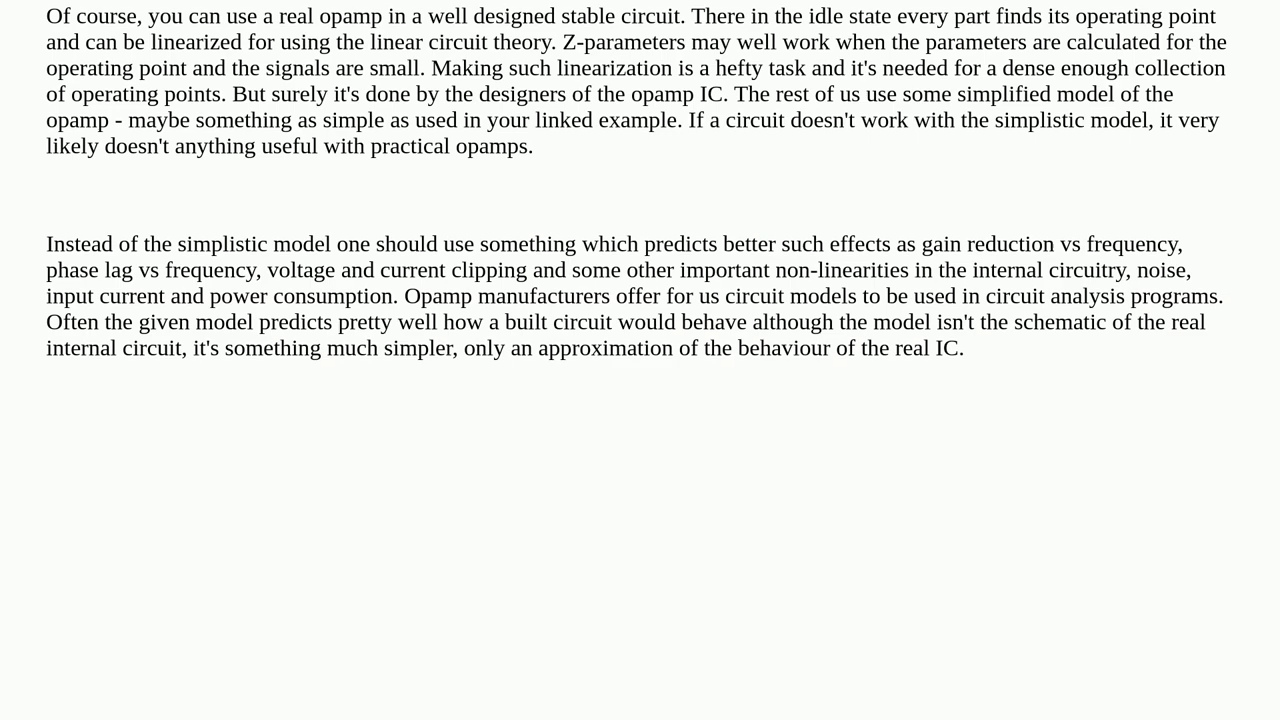 Of course, you can use a real opamp in a well designed stable circuit. There in the idle state every part finds its operating point
and can be linearized for using the linear circuit theory. Z-parameters may well work when the parameters are calculated for the
operating point and the signals are small. Making such linearization is a hefty task and it's needed for a dense enough collection
of operating points. But surely it's done by the designers of the opamp IC. The rest of us use some simplified model of the
opamp - maybe something as simple as used in your linked example. If a circuit doesn't work with the simplistic model, it very
likely doesn't anything useful with practical opamps.
Instead of the simplistic model one should use something which predicts better such effects as gain reduction vs frequency,
phase lag vs frequency, voltage and current clipping and some other important non-linearities in the internal circuitry, noise,
input current and power consumption. Opamp manufacturers offer for us circuit models to be used in circuit analysis programs.
Often the given model predicts pretty well how a built circuit would behave although the model isn't the schematic of the real
internal circuit, it's something much simpler, only an approximation of the behaviour of the real IC.